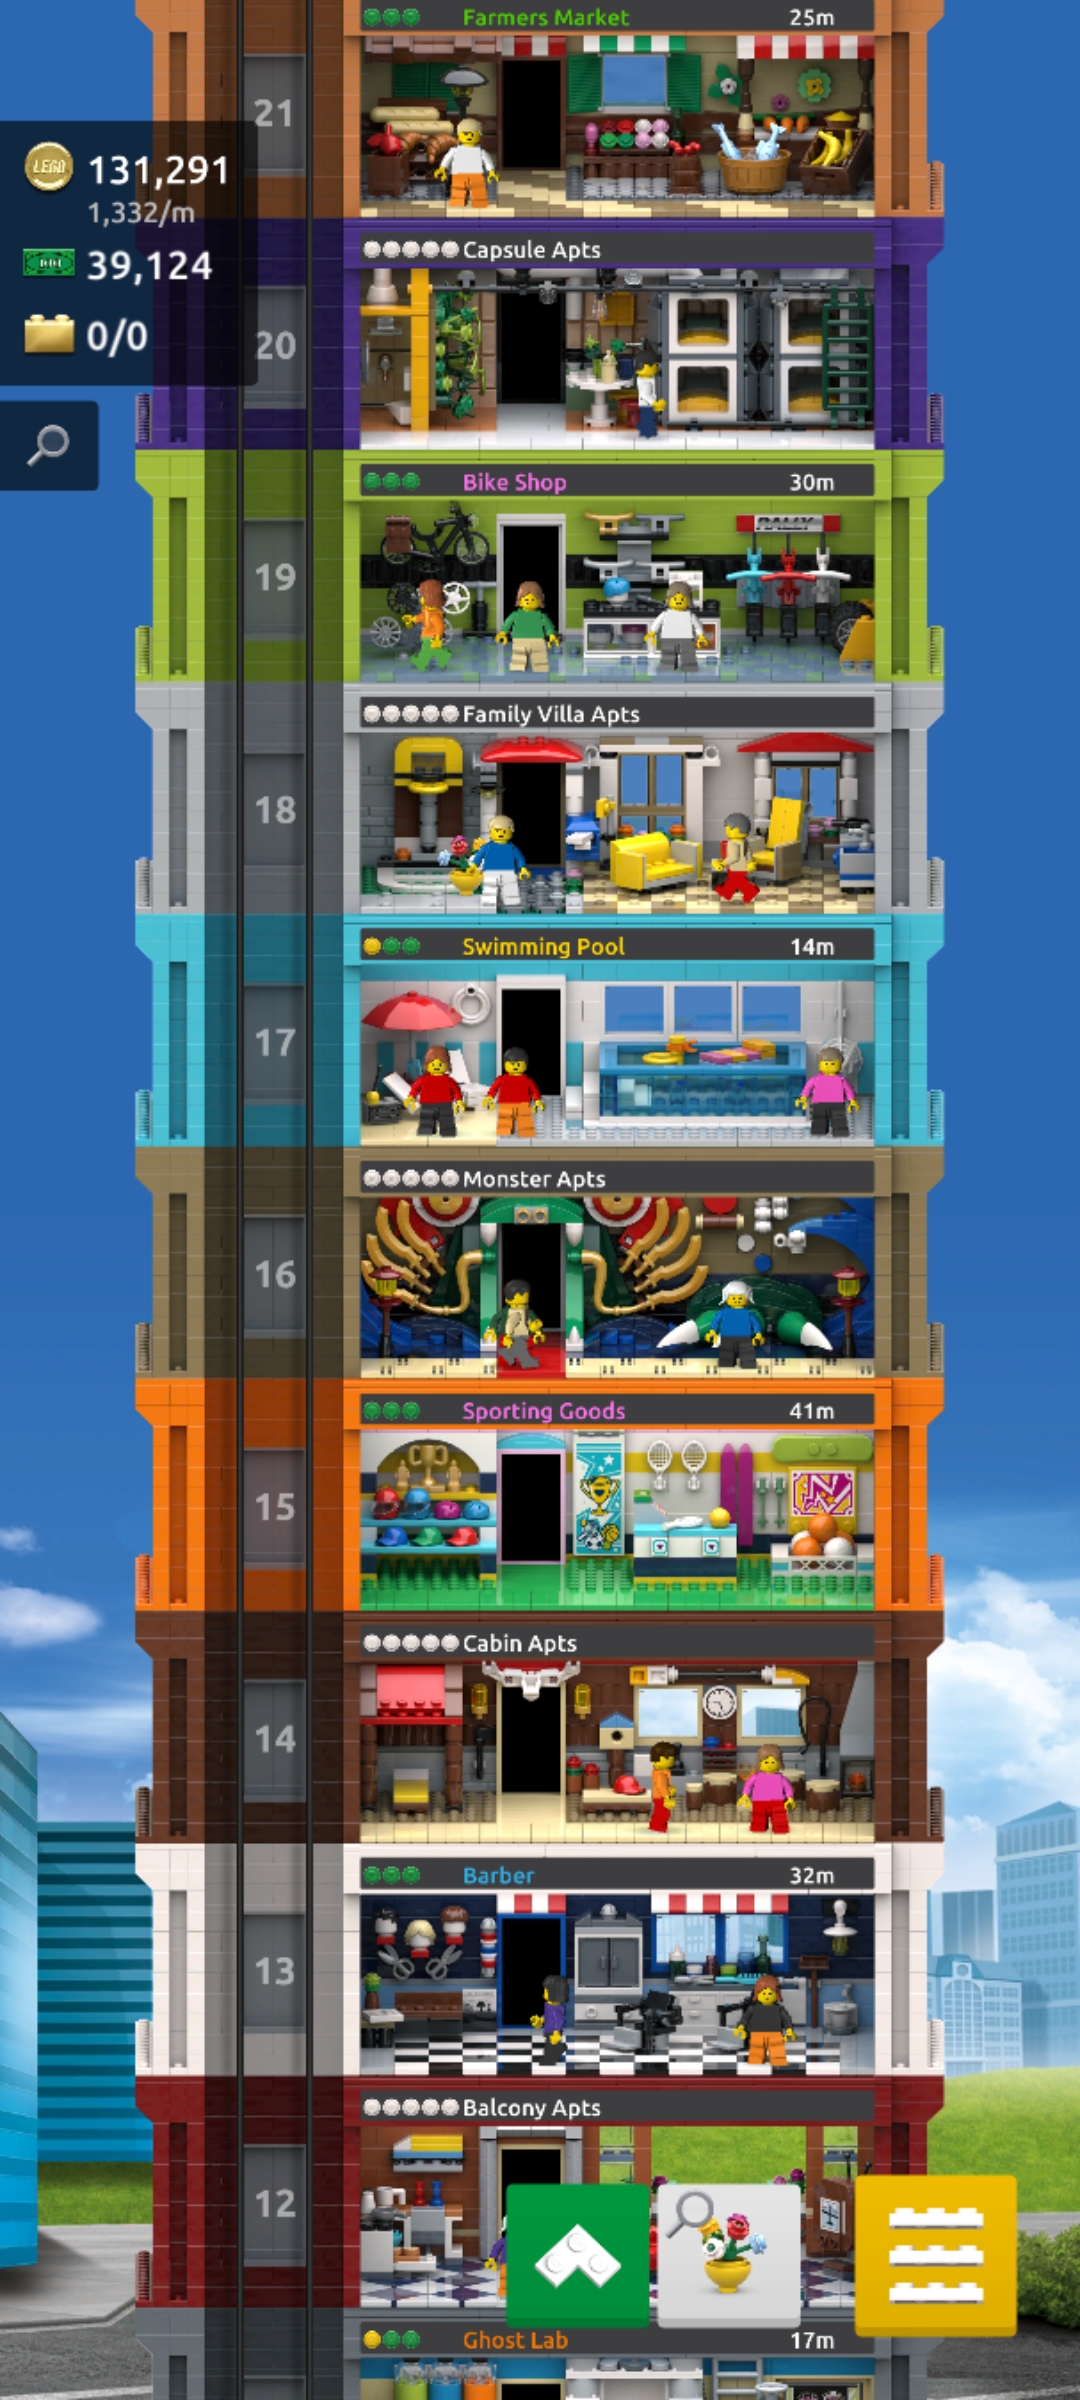 Farmers Market 25m
21
LEGO 131,291
1,332/m
39,124
0/0
Capsule Apts
20
Bike Shop 30m
RALLY
19
Family Villa Apts
18
Swimming Pool 14m
17
Monster Apts
16
Sporting Goods 41m
N
15
Cabin Apts
14
Barber 32m
13
Balcony Apts
12
Ghost Lab 17m